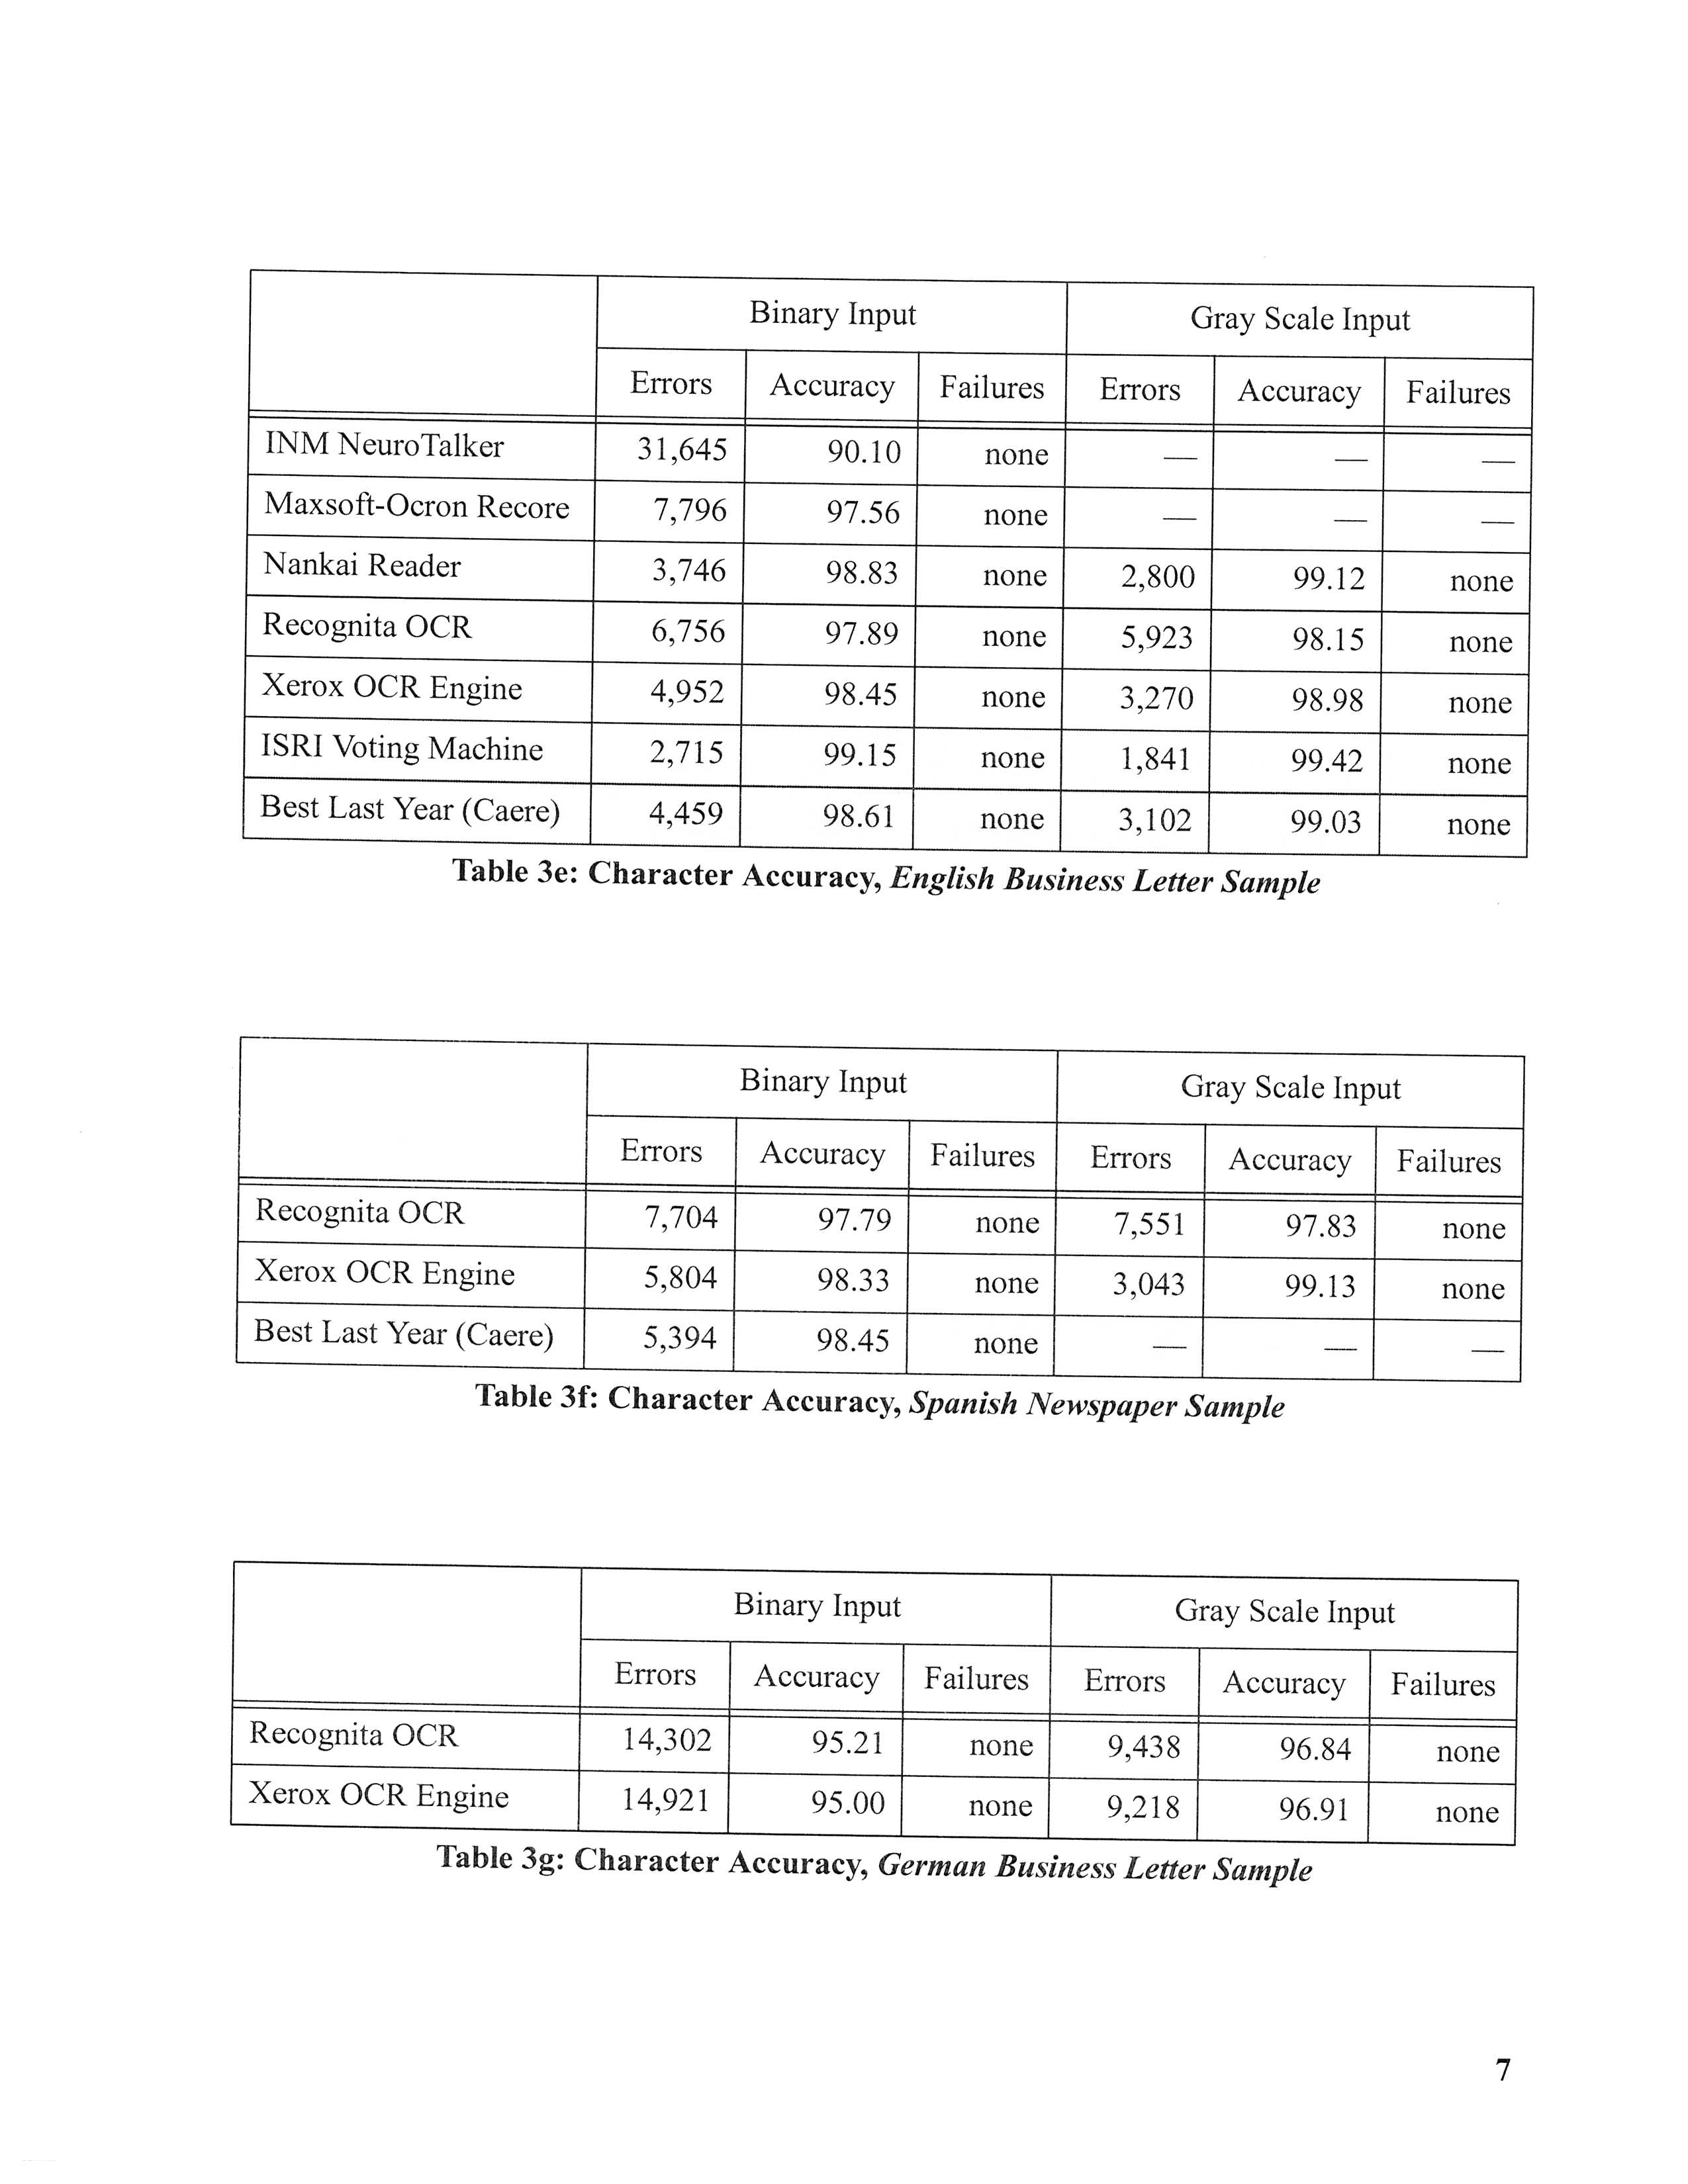 Binary Input Gray Scale Input
Errors Accuracy Failures Errors Accuracy Failures
INM NeuroTalker 31,645 90.10 none — — —
Maxsoft-Ocron Recore 7,796 97.56 none — — —
Nankai Reader 3,746 98.83 none 2,800 99.12 none
Recognita OCR 6,756 97.89 none 5,923 98.15 none
Xerox OCR Engine 4,952 98.45 none 3,270 98.98 none
ISRI Voting Machine 2,715 99.15 none 1,841 99.42 none
Best Last Year (Caere) 4,459 98.61 none 3,102 99.03 none
Table 3e: Character Accuracy, English Business Letter Sample
Binary Input Gray Scale Input
Errors Accuracy Failures Errors Accuracy Failures
Recognita OCR 7,704 97.79 none 7,551 97.83 none
Xerox OCR Engine 5,804 98.33 none 3,043 99.13 none
Best Last Year (Caere) 5,394 98.45 none — — —
Table 3f: Character Accuracy, Spanish Newspaper Sample
Binary Input Gray Scale Input
Errors Accuracy Failures Errors Accuracy Failures
Recognita OCR 14,302 95.21 none 9,438 96.84 none
Xerox OCR Engine 14,921 95.00 none 9,218 96.91 none
Table 3g: Character Accuracy, German Business Letter Sample
7